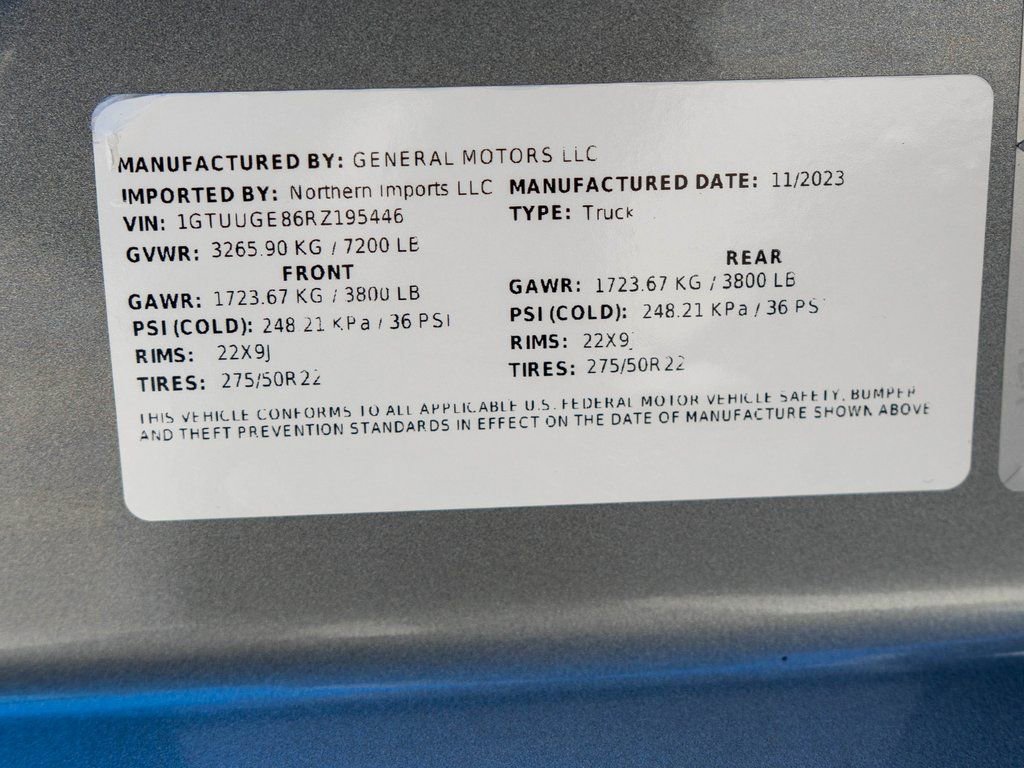 MANUFACTURED BY: GENERAL MOTORS LLC
IMPORTED BY: Northern Imports LLC MANUFACTURED DATE: 11/2023
VIN: 1GTUUGE86RZ195446 TYPE: Truck
GVWR: 3265.90 KG / 7200 LB
FRONT REAR
GAWR: 1723.67 KG / 3800 LB GAWR: 1723.67 KG / 3800 LB
PSI (COLD): 248.21 KPa / 36 PSI PSI (COLD): 248.21 KPa / 36 PS
RIMS: 22X9J RIMS: 22X9J
TIRES: 275/50R22 TIRES: 275/50R22
THIS VEHICLE CONFORMS TO ALL APPLICABLE U.S. FEDERAL MOTOR VEHICLE SAFETY, BUMPER
AND THEFT PREVENTION STANDARDS IN EFFECT ON THE DATE OF MANUFACTURE SHOWN ABOVE